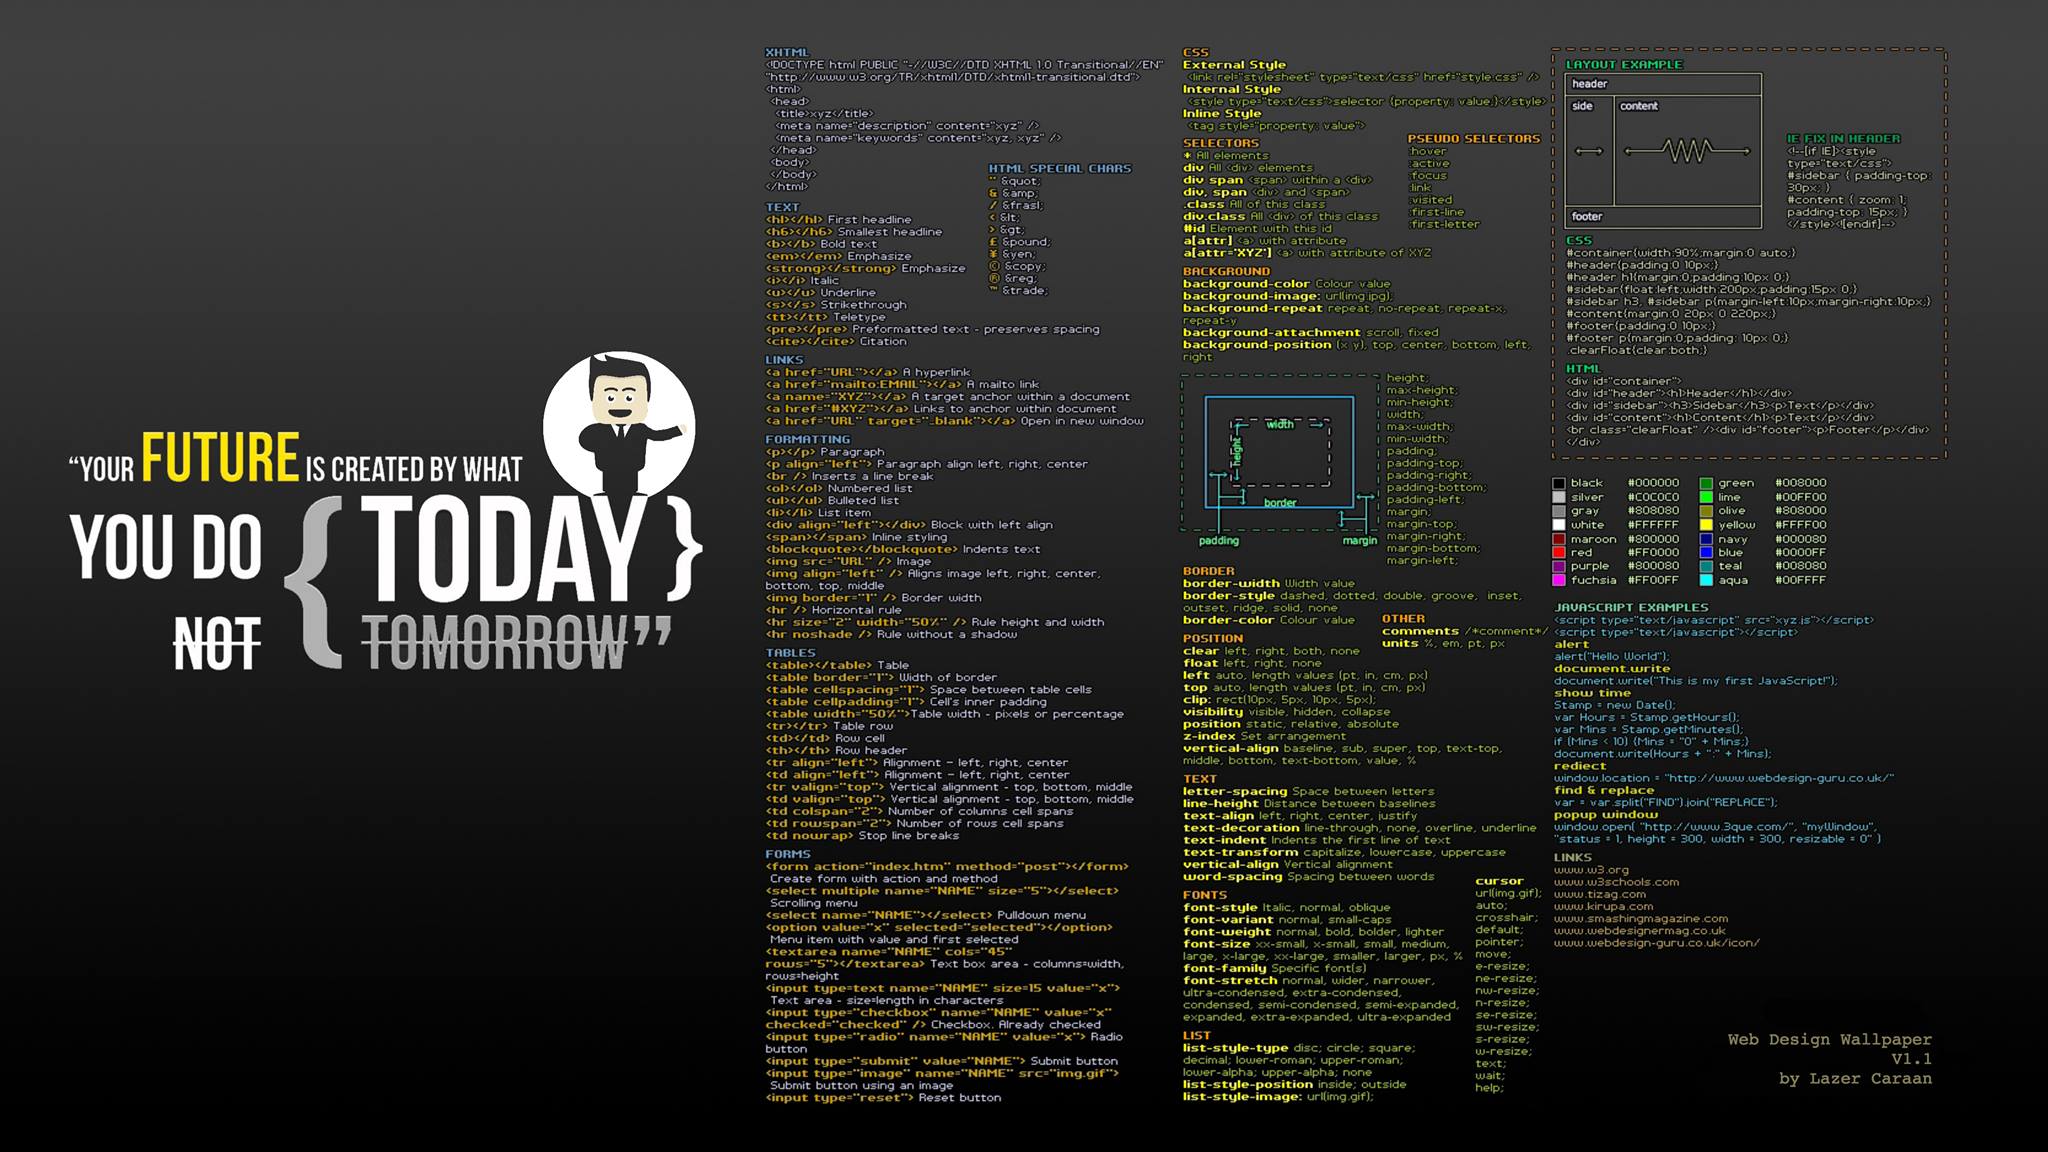 “YOUR FUTURE IS CREATED BY WHAT
YOU DO { TODAY }
NOT TOMORROW”
XHTML
<!DOCTYPE html PUBLIC "-//W3C//DTD XHTML 1.0 Transitional//EN"
"http://www.w3.org/TR/xhtml1/DTD/xhtml1-transitional.dtd">
<html>
<head>
<title>xyz</title>
<meta name="description" content="xyz" />
<meta name="keywords" content="xyz, xyz" />
</head>
<body>
</body>
</html>
HTML SPECIAL CHARS
" &quot;
& &amp;
/ &frasl;
< &lt;
> &gt;
£ &pound;
¥ &yen;
© &copy;
® &reg;
™ &trade;
TEXT
<h1></h1> First headline
<h6></h6> Smallest headline
<b></b> Bold text
<em></em> Emphasize
<strong></strong> Emphasize
<i></i> Italic
<u></u> Underline
<s></s> Strikethrough
<tt></tt> Teletype
<pre></pre> Preformatted text - preserves spacing
<cite></cite> Citation
LINKS
<a href="URL"></a> A hyperlink
<a href="mailto:EMAIL"></a> A mailto link
<a name="XYZ"></a> A target anchor within a document
<a href="#XYZ"></a> Links to anchor within document
<a href="URL" target="_blank"></a> Open in new window
FORMATTING
<p></p> Paragraph
<p align="left"> Paragraph align left, right, center
<br /> Inserts a line break
<ol></ol> Numbered list
<ul></ul> Bulleted list
<li></li> List item
<div align="left"></div> Block with left align
<span></span> Inline styling
<blockquote></blockquote> Indents text
<img src="URL" /> Image
<img align="left" /> Aligns image left, right, center,
bottom, top, middle
<img border="1" /> Border width
<hr /> Horizontal rule
<hr size="2" width="50%" /> Rule height and width
<hr noshade /> Rule without a shadow
TABLES
<table></table> Table
<table border="1"> Width of border
<table cellspacing="1"> Space between table cells
<table cellpadding="1"> Cell's inner padding
<table width="50%">Table width - pixels or percentage
<tr></tr> Table row
<td></td> Row cell
<th></th> Row header
<tr align="left"> Alignment - left, right, center
<td align="left"> Alignment - left, right, center
<tr valign="top"> Vertical alignment - top, bottom, middle
<td valign="top"> Vertical alignment - top, bottom, middle
<td colspan="2"> Number of columns cell spans
<td rowspan="2"> Number of rows cell spans
<td nowrap> Stop line breaks
FORMS
<form action="index.htm" method="post"></form>
Create form with action and method
<select multiple name="NAME" size="5"></select>
Scrolling menu
<select name="NAME"></select> Pulldown menu
<option value="x" selected="selected"></option>
Menu item with value and first selected
<textarea name="NAME" cols="45"
rows="5"></textarea> Text box area - columns=width,
rows=height
<input type=text name="NAME" size=15 value="x">
Text area - size=length in characters
<input type="checkbox" name="NAME" value="x"
checked="checked" /> Checkbox. Already checked
<input type="radio" name="NAME" value="x"> Radio
button
<input type="submit" value="NAME"> Submit button
<input type="image" name="NAME" src="img.gif">
Submit button using an image
<input type="reset"> Reset button
CSS
External Style
<link rel="stylesheet" type="text/css" href="style.css" />
Internal Style
<style type="text/css">selector {property: value;}</style>
Inline Style
<tag style="property: value">
SELECTORS
* All elements
div All <div> elements
div span <span> within a <div>
div, span <div> and <span>
.class All of this class
div.class All <div> of this class
#id Element with this id
a[attr] <a> with attribute
a[attr='XYZ'] <a> with attribute of XYZ
PSEUDO SELECTORS
:hover
:active
:focus
:link
:visited
:first-line
:first-letter
BACKGROUND
background-color Colour value
background-image: url(img.jpg);
background-repeat repeat, no-repeat, repeat-x,
repeat-y
background-attachment scroll, fixed
background-position (x y), top, center, bottom, left,
right
width
height
border
padding
margin
height;
max-height;
min-height;
width;
max-width;
min-width;
padding;
padding-top;
padding-right;
padding-bottom;
padding-left;
margin;
margin-top;
margin-right;
margin-bottom;
margin-left;
BORDER
border-width Width value
border-style dashed, dotted, double, groove, inset,
outset, ridge, solid, none
border-color Colour value
OTHER
comments /*comment*/
units %, em, pt, px
POSITION
clear left, right, both, none
float left, right, none
left auto, length values (pt, in, cm, px)
top auto, length values (pt, in, cm, px)
clip: rect(10px, 5px, 10px, 5px);
visibility visible, hidden, collapse
position static, relative, absolute
z-index Set arrangement
vertical-align baseline, sub, super, top, text-top,
middle, bottom, text-bottom, value, %
TEXT
letter-spacing Space between letters
line-height Distance between baselines
text-align left, right, center, justify
text-decoration line-through, none, overline, underline
text-indent Indents the first line of text
text-transform capitalize, lowercase, uppercase
vertical-align Vertical alignment
word-spacing Spacing between words
FONTS
font-style Italic, normal, oblique
font-variant normal, small-caps
font-weight normal, bold, bolder, lighter
font-size xx-small, x-small, small, medium,
large, x-large, xx-large, smaller, larger, px, %
font-family Specific font(s)
font-stretch normal, wider, narrower,
ultra-condensed, extra-condensed,
condensed, semi-condensed, semi-expanded,
expanded, extra-expanded, ultra-expanded
LIST
list-style-type disc; circle; square;
decimal; lower-roman; upper-roman;
lower-alpha; upper-alpha; none
list-style-position inside; outside
list-style-image: url(img.gif);
cursor
url(img.gif);
auto;
crosshair;
default;
pointer;
move;
e-resize;
ne-resize;
nw-resize;
n-resize;
se-resize;
sw-resize;
s-resize;
w-resize;
text;
wait;
help;
LAYOUT EXAMPLE
header
side content
footer
IE FIX IN HEADER
<!--[if IE]><style
type="text/css">
#sidebar { padding-top:
30px; }
#content { zoom: 1;
padding-top: 15px; }
</style><![endif]-->
CSS
#container{width:90%;margin:0 auto;}
#header{padding:0 10px;}
#header h1{margin:0;padding:10px 0;}
#sidebar{float:left;width:200px;padding:15px 0;}
#sidebar h3, #sidebar p{margin-left:10px;margin-right:10px;}
#content{margin:0 20px 0 220px;}
#footer{padding:0 10px;}
#footer p{margin:0;padding: 10px 0;}
.clearFloat{clear:both;}
HTML
<div id="container">
<div id="header"><h1>Header</h1></div>
<div id="sidebar"><h3>Sidebar</h3><p>Text</p></div>
<div id="content"><h1>Content</h1><p>Text</p></div>
<br class="clearFloat" /><div id="footer"><p>Footer</p></div>
</div>
black #000000 green #008000
silver #C0C0C0 lime #00FF00
gray #808080 olive #808000
white #FFFFFF yellow #FFFF00
maroon #800000 navy #000080
red #FF0000 blue #0000FF
purple #800080 teal #008080
fuchsia #FF00FF aqua #00FFFF
JAVASCRIPT EXAMPLES
<script type="text/javascript" src="xyz.js"></script>
<script type="text/javascript"></script>
alert
alert("Hello World");
document.write
document.write("This is my first JavaScript!");
show time
Stamp = new Date();
var Hours = Stamp.getHours();
var Mins = Stamp.getMinutes();
if (Mins < 10) {Mins = "0" + Mins;}
document.write(Hours + ":" + Mins);
rediect
window.location = "http://www.webdesign-guru.co.uk/"
find & replace
var = var.split("FIND").join("REPLACE");
popup window
window.open( "http://www.3que.com/", "myWindow",
"status = 1, height = 300, width = 300, resizable = 0" )
LINKS
www.w3.org
www.w3schools.com
www.tizag.com
www.kirupa.com
www.smashingmagazine.com
www.webdesignermag.co.uk
www.webdesign-guru.co.uk/icon/
Web Design Wallpaper
V1.1
by Lazer Caraan